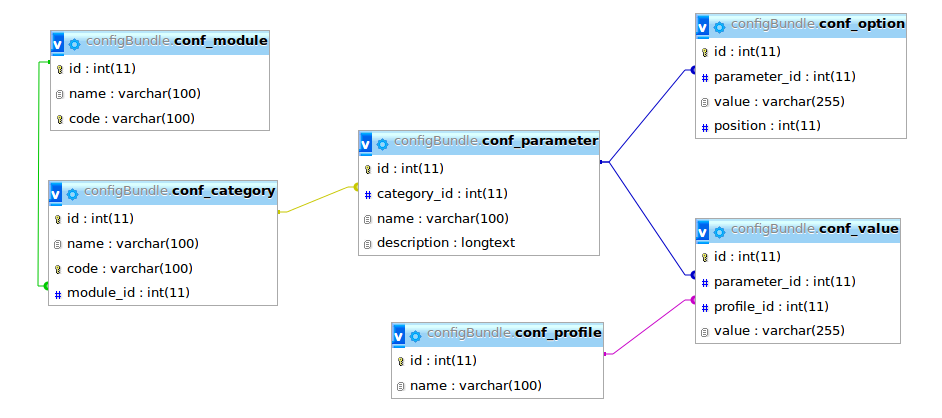 v configBundle.conf_module
id : int(11)
name : varchar(100)
code : varchar(100)
v configBundle.conf_category
id : int(11)
name : varchar(100)
code : varchar(100)
# module_id : int(11)
v configBundle.conf_parameter
id : int(11)
# category_id : int(11)
name : varchar(100)
description : longtext
v configBundle.conf_profile
id : int(11)
name : varchar(100)
v configBundle.conf_option
id : int(11)
# parameter_id : int(11)
value : varchar(255)
# position : int(11)
v configBundle.conf_value
id : int(11)
# parameter_id : int(11)
# profile_id : int(11)
value : varchar(255)